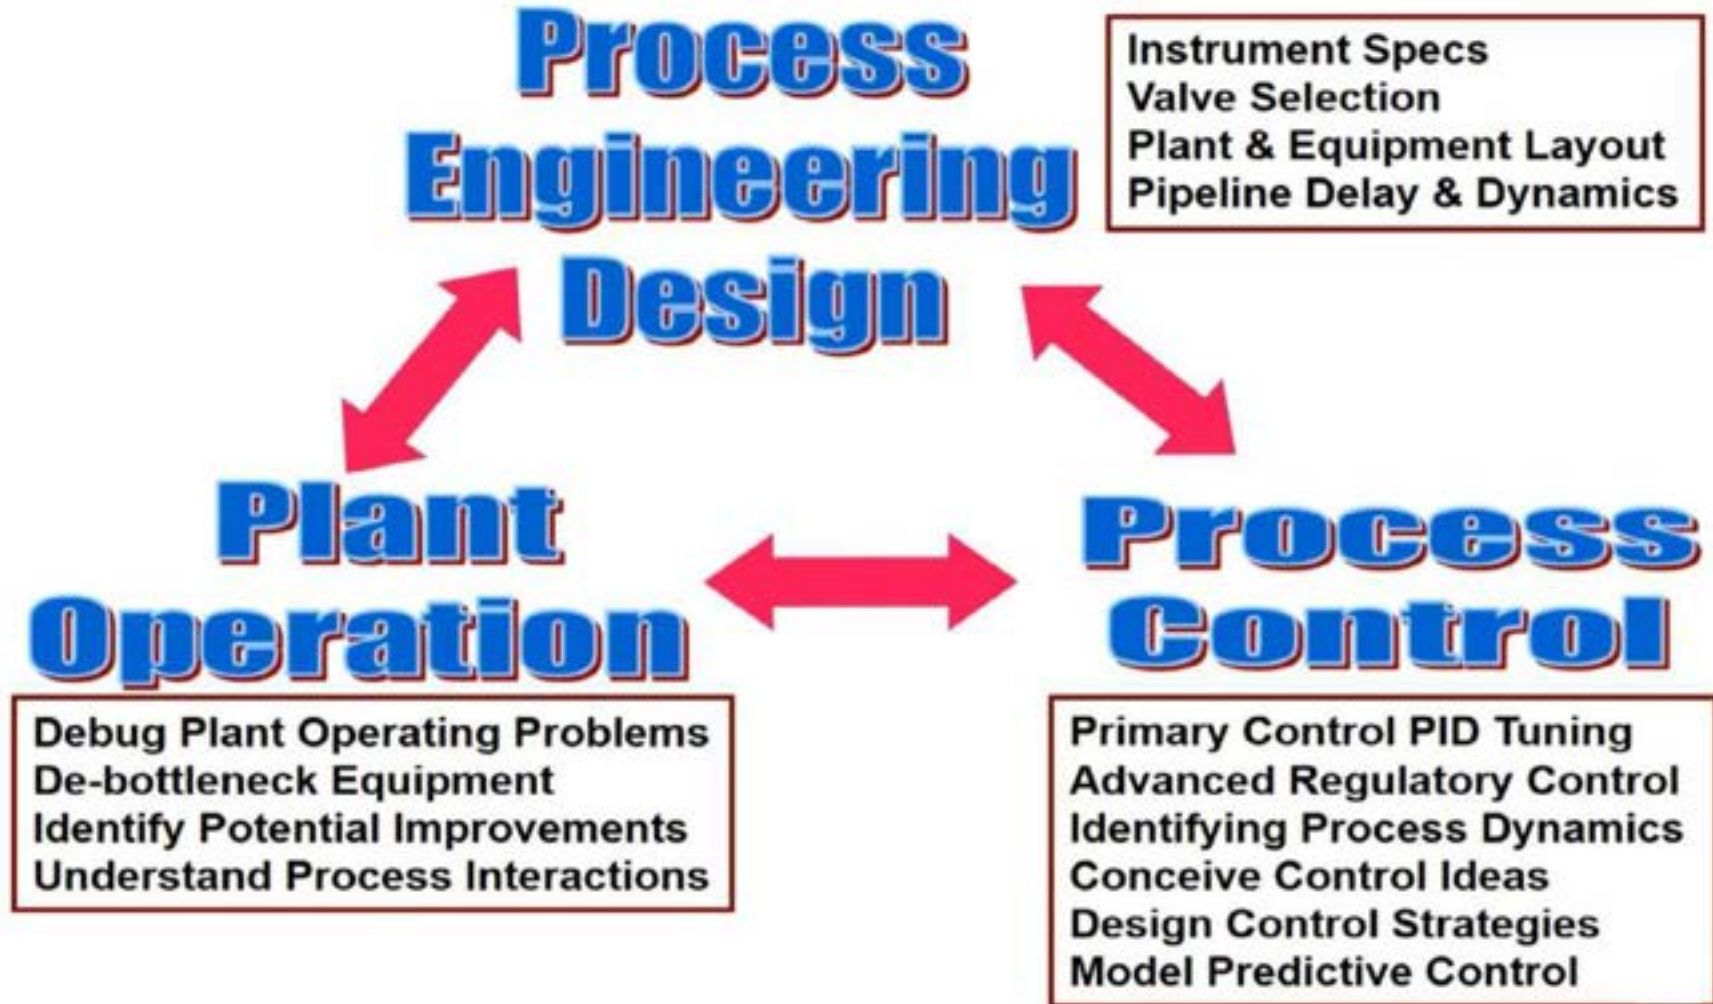 Process
Engineering
Design
Instrument Specs
Valve Selection
Plant & Equipment Layout
Pipeline Delay & Dynamics
Plant
Operation
Debug Plant Operating Problems
De-bottleneck Equipment
Identify Potential Improvements
Understand Process Interactions
Process
Control
Primary Control PID Tuning
Advanced Regulatory Control
Identifying Process Dynamics
Conceive Control Ideas
Design Control Strategies
Model Predictive Control